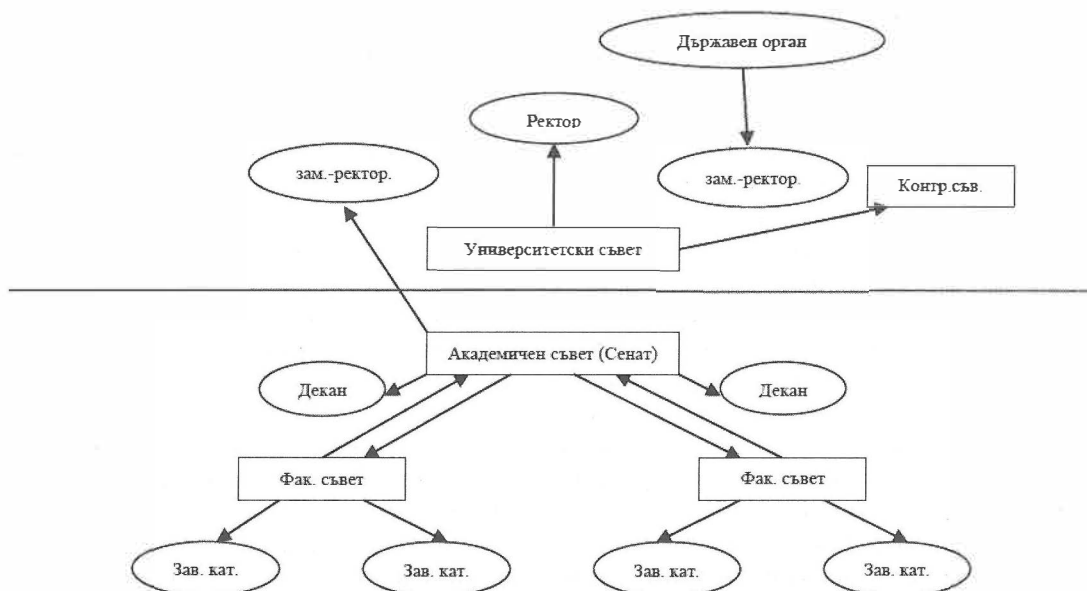 Държавен орган
Ректор
зам.-ректор.
зам.-ректор.
Контр.съв.
Университетски съвет
Академичен съвет (Сенат)
Декан
Декан
Фак. съвет
Фак. съвет
Зав. кат.
Зав. кат.
Зав. кат.
Зав. кат.